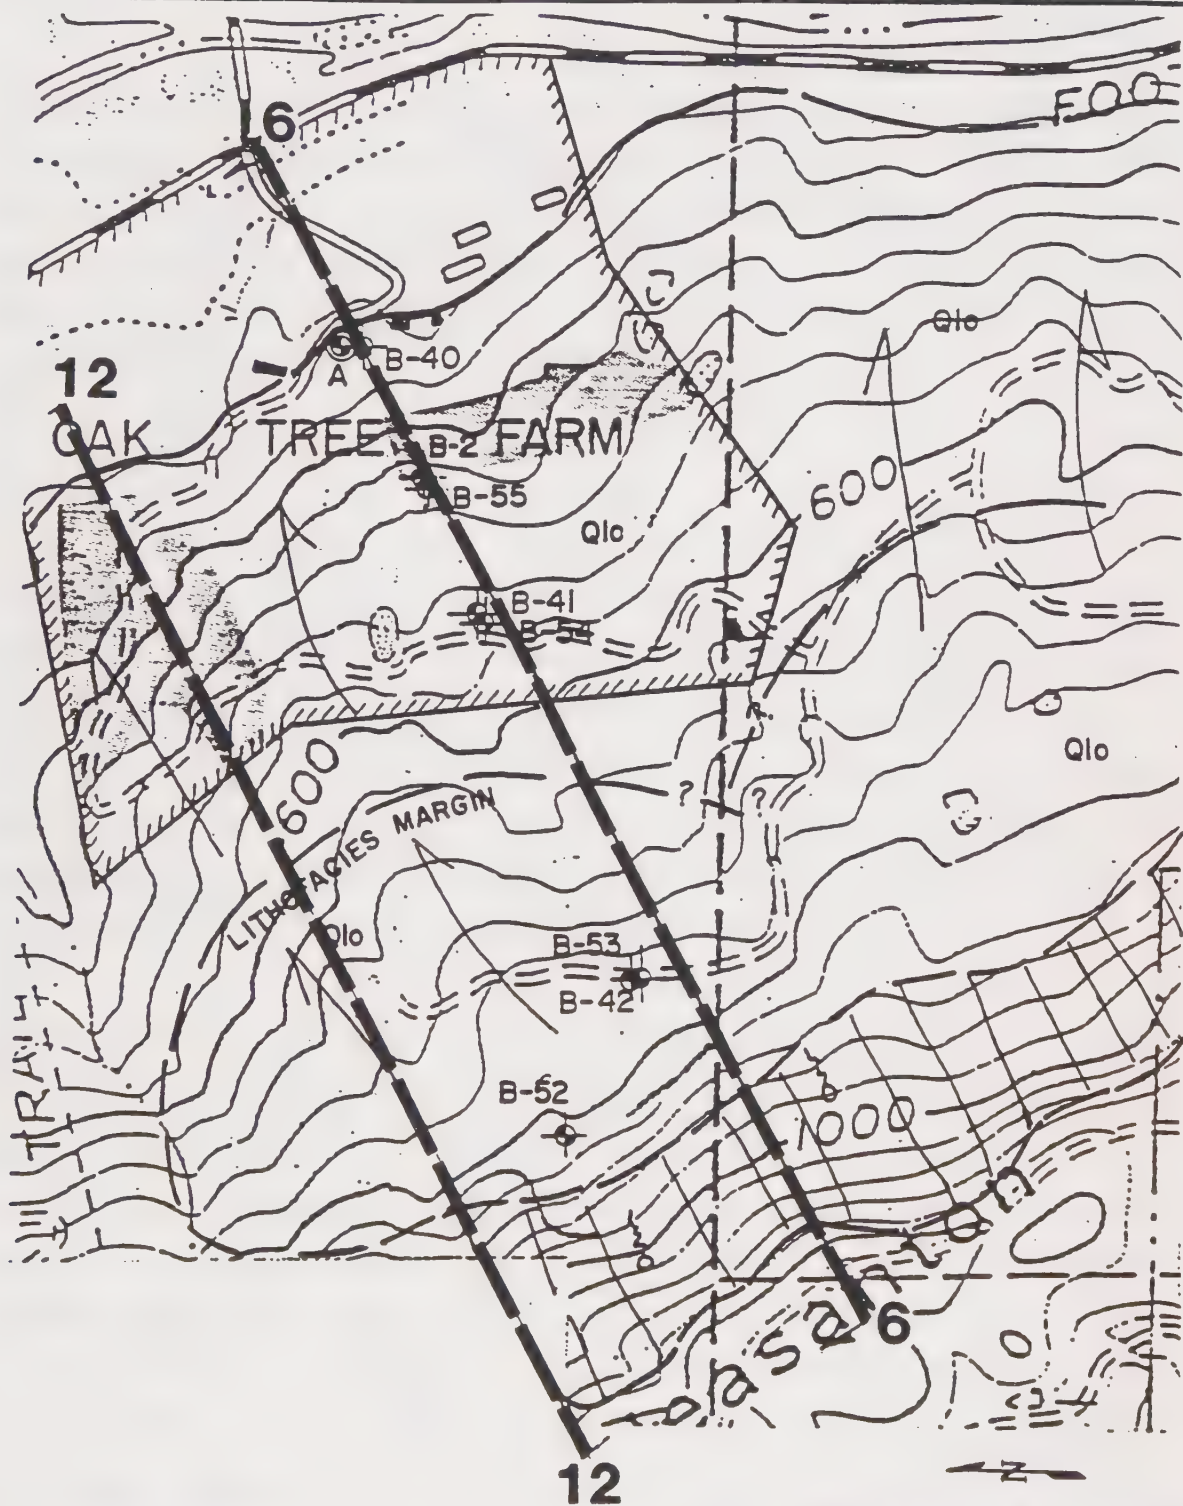 FOO
6
B-40
A
Qlo
12
OAK TREE FARM
B-2
B-55
600
Qlo
B-41
B-54
Qlo
600
LITHOFACIES MARGIN
? ?
Qlo
B-53
B-42
TRACT
B-52
1000
6
12
N